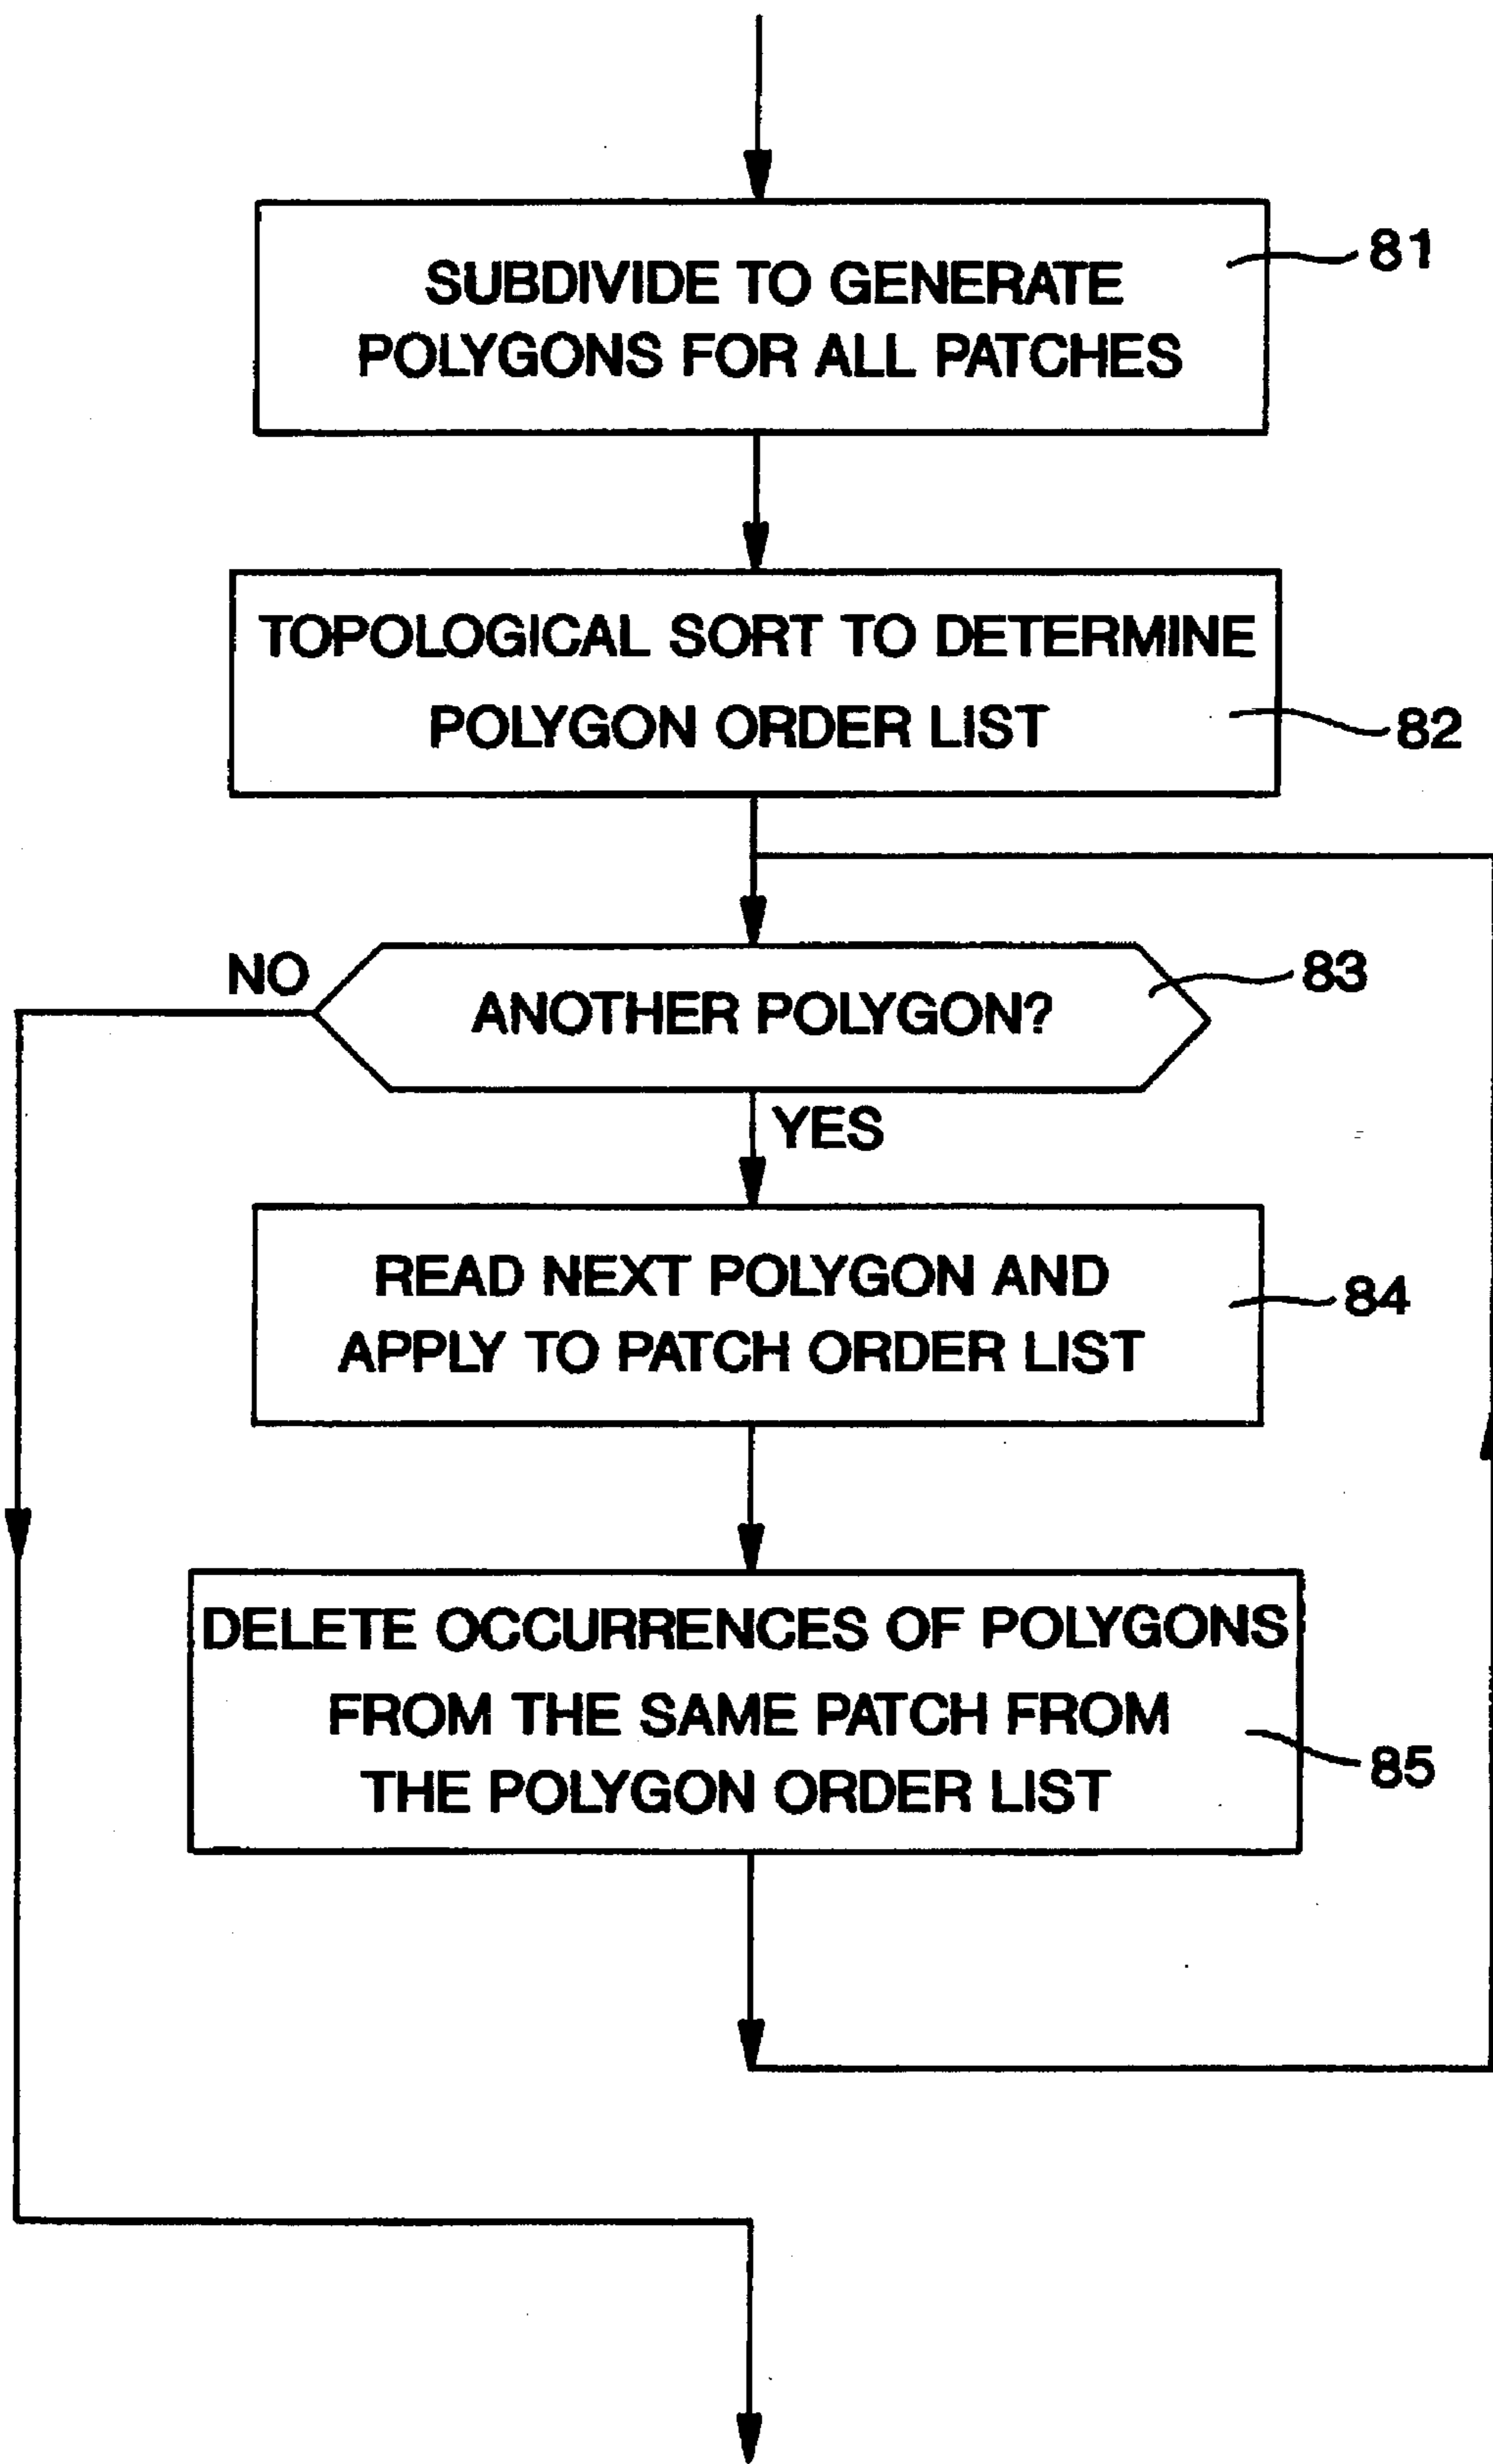 SUBDIVIDE TO GENERATE
POLYGONS FOR ALL PATCHES
81
TOPOLOGICAL SORT TO DETERMINE
POLYGON ORDER LIST
82
NO
ANOTHER POLYGON?
83
YES
READ NEXT POLYGON AND
APPLY TO PATCH ORDER LIST
84
DELETE OCCURRENCES OF POLYGONS
FROM THE SAME PATCH FROM
THE POLYGON ORDER LIST
85